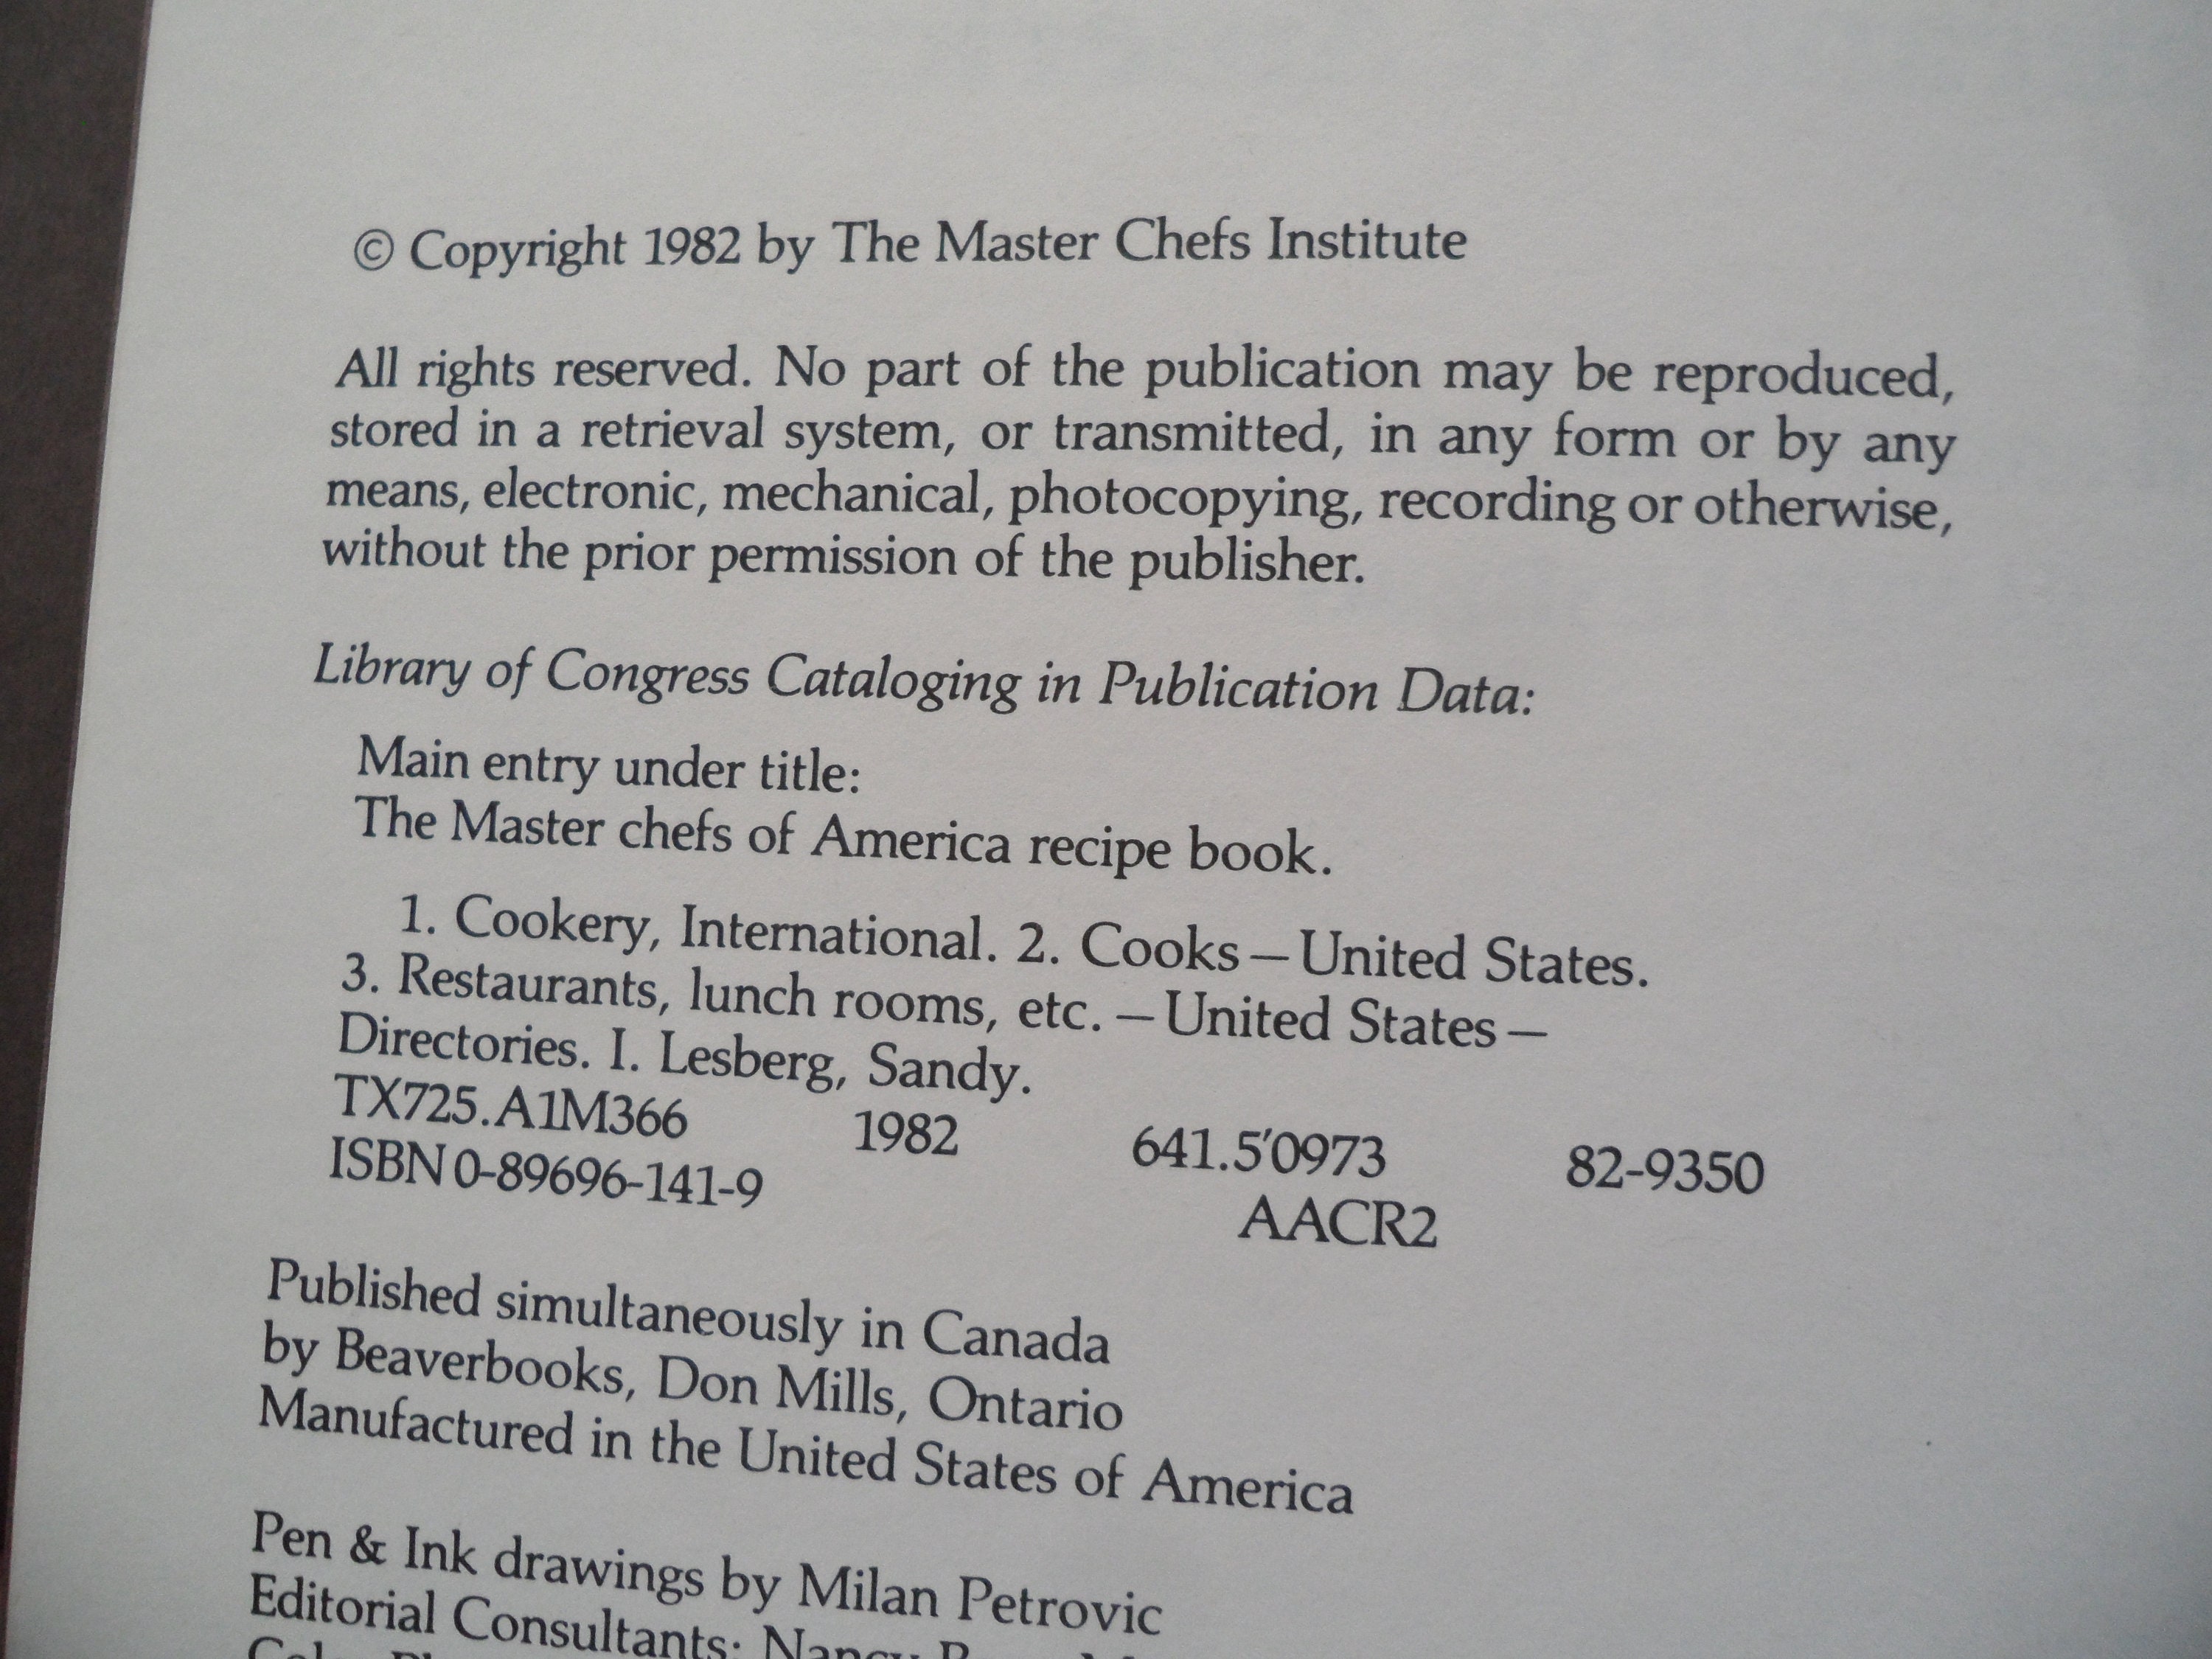 © Copyright 1982 by The Master Chefs Institute
All rights reserved. No part of the publication may be reproduced,
stored in a retrieval system, or transmitted, in any form or by any
means, electronic, mechanical, photocopying, recording or otherwise,
without the prior permission of the publisher.
Library of Congress Cataloging in Publication Data:
Main entry under title:
The Master chefs of America recipe book.
1. Cookery, International. 2. Cooks—United States.
3. Restaurants, lunch rooms, etc.—United States—
Directories. I. Lesberg, Sandy.
TX725.A1M366 1982 641.5′0973 82-9350
ISBN 0-89696-141-9 AACR2
Published simultaneously in Canada
by Beaverbooks, Don Mills, Ontario
Manufactured in the United States of America
Pen & Ink drawings by Milan Petrovic
Editorial Consultants: Nancy